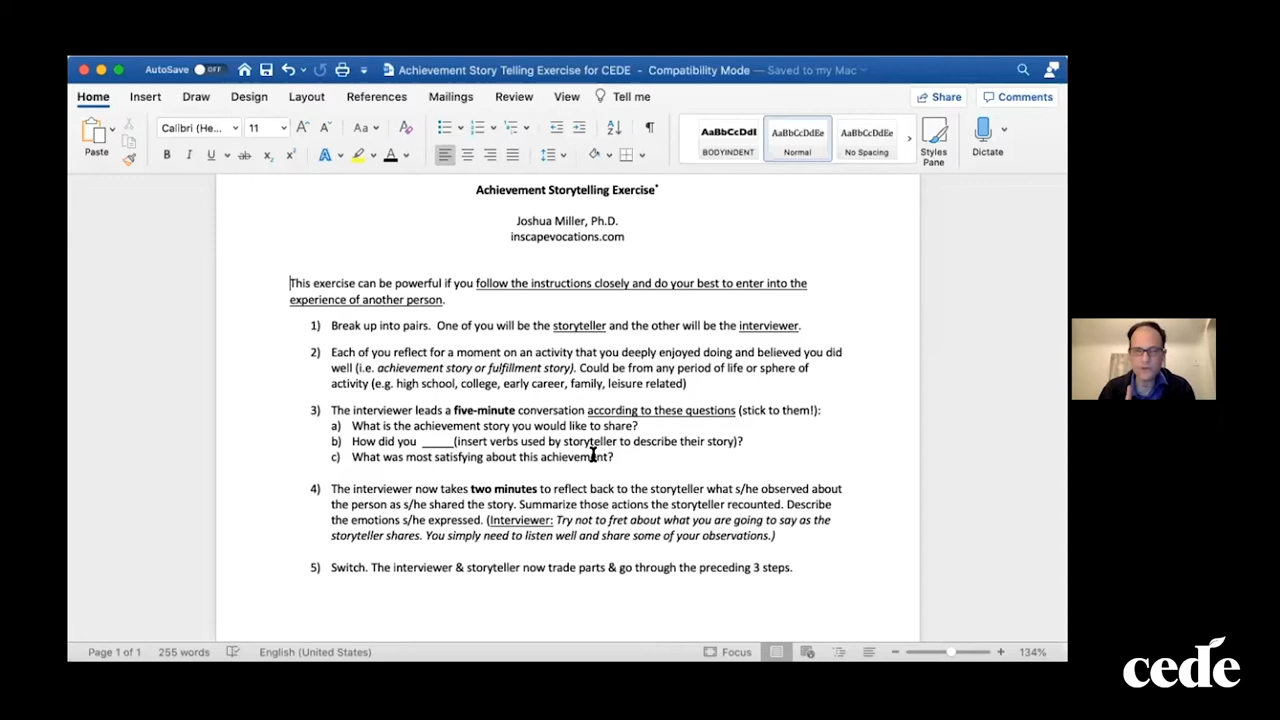 AutoSave OFF Achievement Story Telling Exercise for CEDE - Compatibility Mode — Saved to my Mac
Home Insert Draw Design Layout References Mailings Review View Tell me Share Comments
Paste Calibri (He... 11 A A Aa A AaBbCcDdI AaBbCcDdEe AaBbCcDdEe Styles Pane Dictate
B I U ab x₂ x² A A BODYINDENT Normal No Spacing
Achievement Storytelling Exercise*
Joshua Miller, Ph.D.
inscapevocations.com
This exercise can be powerful if you follow the instructions closely and do your best to enter into the
experience of another person.
1) Break up into pairs. One of you will be the storyteller and the other will be the interviewer.
2) Each of you reflect for a moment on an activity that you deeply enjoyed doing and believed you did
well (i.e. achievement story or fulfillment story). Could be from any period of life or sphere of
activity (e.g. high school, college, early career, family, leisure related)
3) The interviewer leads a five-minute conversation according to these questions (stick to them!):
a) What is the achievement story you would like to share?
b) How did you _____(insert verbs used by storyteller to describe their story)?
c) What was most satisfying about this achievement?
4) The interviewer now takes two minutes to reflect back to the storyteller what s/he observed about
the person as s/he shared the story. Summarize those actions the storyteller recounted. Describe
the emotions s/he expressed. (Interviewer: Try not to fret about what you are going to say as the
storyteller shares. You simply need to listen well and share some of your observations.)
5) Switch. The interviewer & storyteller now trade parts & go through the preceding 3 steps.
Page 1 of 1 255 words English (United States) Focus 134%
cede